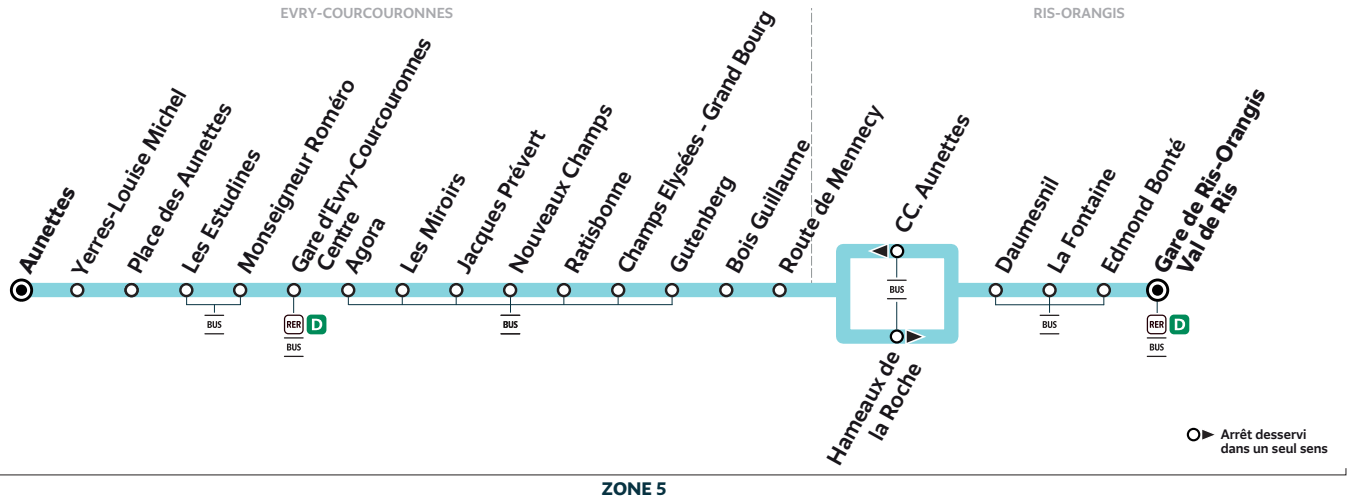 EVRY-COURCOURONNES
RIS-ORANGIS
Aunettes
Yerres-Louise Michel
Place des Aunettes
Les Estudines
Monseigneur Roméro
Gare d'Evry-Courcouronnes
Centre
Agora
Les Miroirs
Jacques Prévert
Nouveaux Champs
Ratisbonne
Champs Elysées - Grand Bourg
Gutenberg
Bois Guillaume
Route de Mennecy
CC. Aunettes
Hameaux de
la Roche
Daumesnil
La Fontaine
Edmond Bonté
Gare de Ris-Orangis
Val de Ris
BUS
RER D
BUS
BUS
BUS
BUS
RER D
BUS
Arrêt desservi
dans un seul sens
ZONE 5